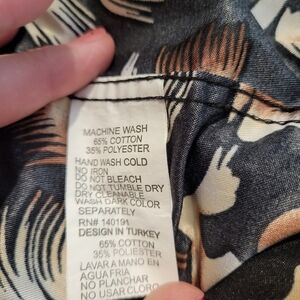 MACHINE WASH
65% COTTON
35% POLYESTER
HAND WASH COLD
NO IRON
DO NOT BLEACH
DO NOT TUMBLE DRY
DRY CLEANABLE
WASH DARK COLOR
SEPARATELY
RN# 140191
DESIGN IN TURKEY
65% COTTON
35% POLIESTER
LAVAR A MANO EN
AGUA FRIA
NO PLANCHAR
NO USAR CLORO